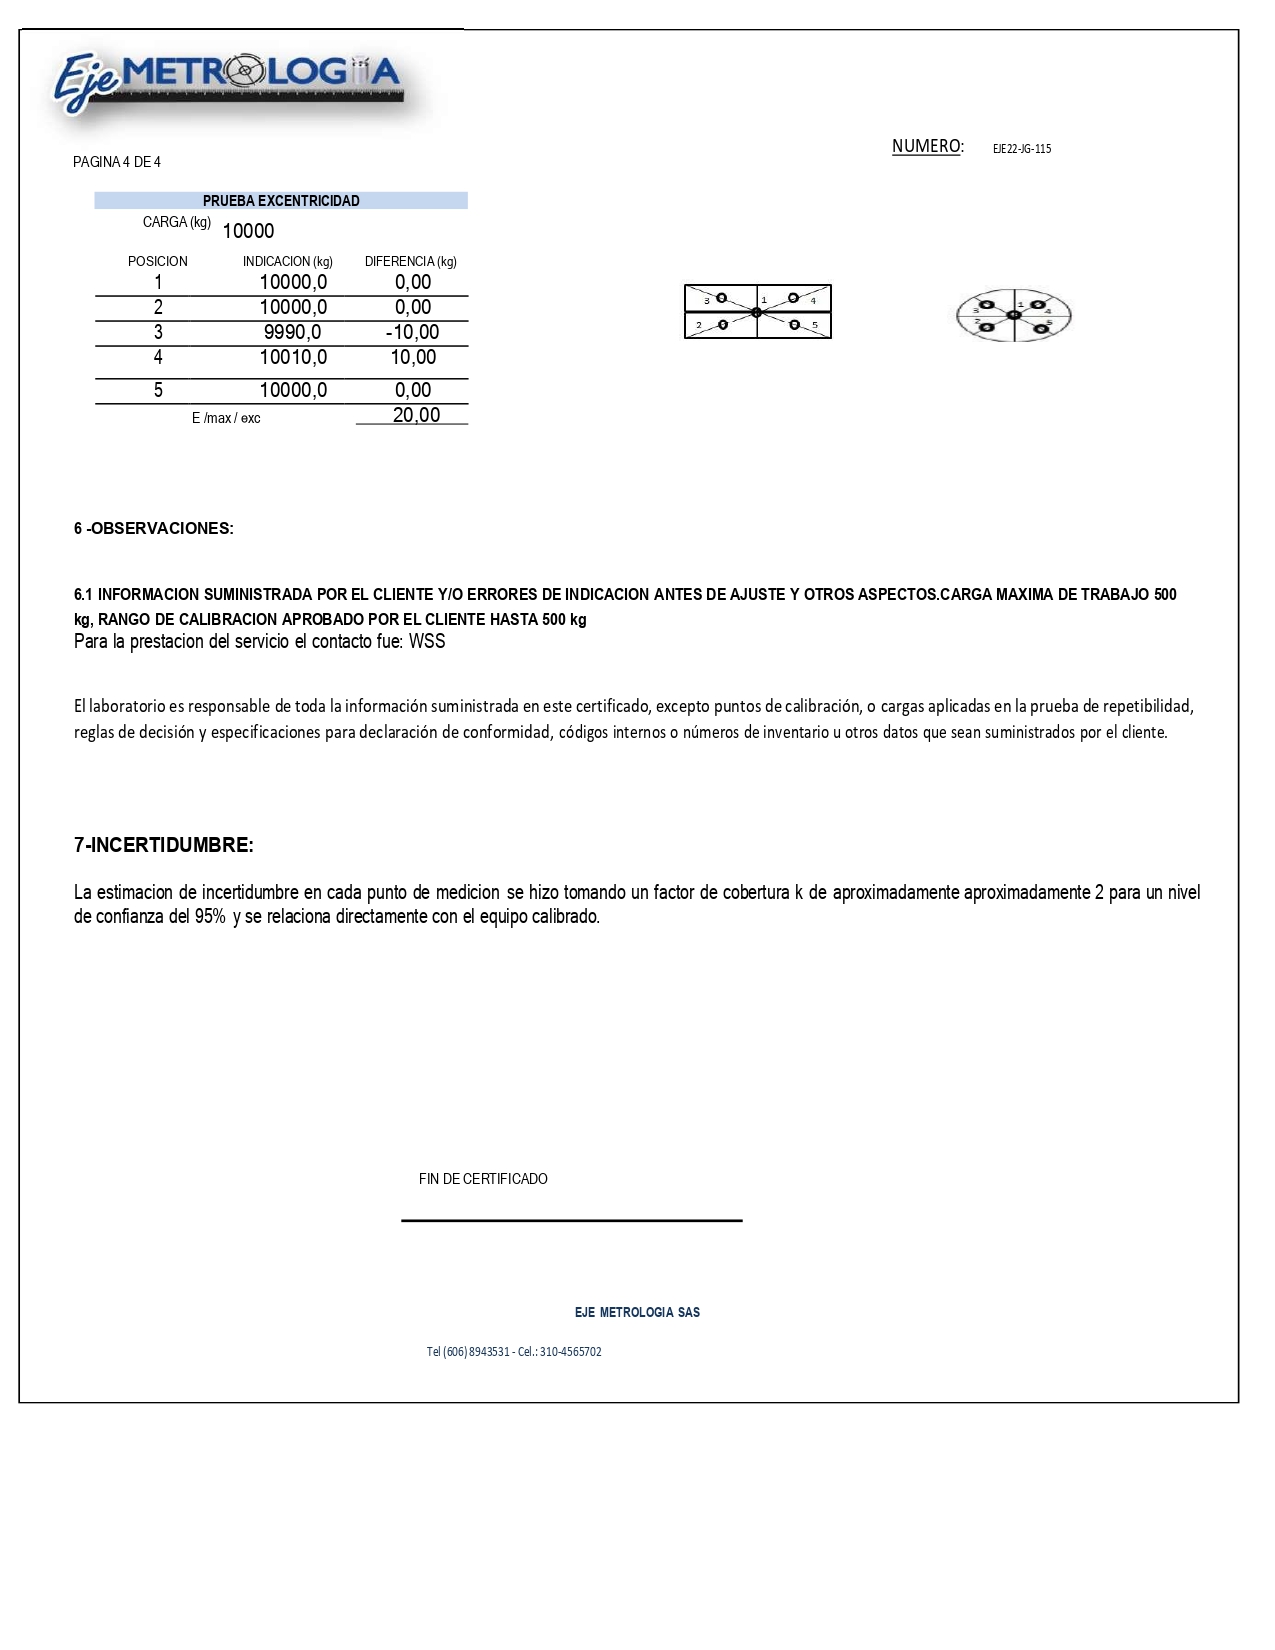 Eje METROLOGIA
NUMERO: EJE22-JG-115
PAGINA 4 DE 4
PRUEBA EXCENTRICIDAD
CARGA (kg) 10000
POSICION INDICACION (kg) DIFERENCIA (kg)
1 10000,0 0,00
2 10000,0 0,00
3 9990,0 -10,00
4 10010,0 10,00
5 10000,0 0,00
E /max / exc 20,00
3 1 4
2 5
3 1 4
2 5
6 -OBSERVACIONES:
6.1 INFORMACION SUMINISTRADA POR EL CLIENTE Y/O ERRORES DE INDICACION ANTES DE AJUSTE Y OTROS ASPECTOS.CARGA MAXIMA DE TRABAJO 500
kg, RANGO DE CALIBRACION APROBADO POR EL CLIENTE HASTA 500 kg
Para la prestacion del servicio el contacto fue: WSS
El laboratorio es responsable de toda la información suministrada en este certificado, excepto puntos de calibración, o cargas aplicadas en la prueba de repetibilidad,
reglas de decisión y especificaciones para declaración de conformidad, códigos internos o números de inventario u otros datos que sean suministrados por el cliente.
7-INCERTIDUMBRE:
La estimacion de incertidumbre en cada punto de medicion se hizo tomando un factor de cobertura k de aproximadamente aproximadamente 2 para un nivel
de confianza del 95% y se relaciona directamente con el equipo calibrado.
FIN DE CERTIFICADO
EJE METROLOGIA SAS
Tel (606) 8943531 - Cel.: 310-4565702